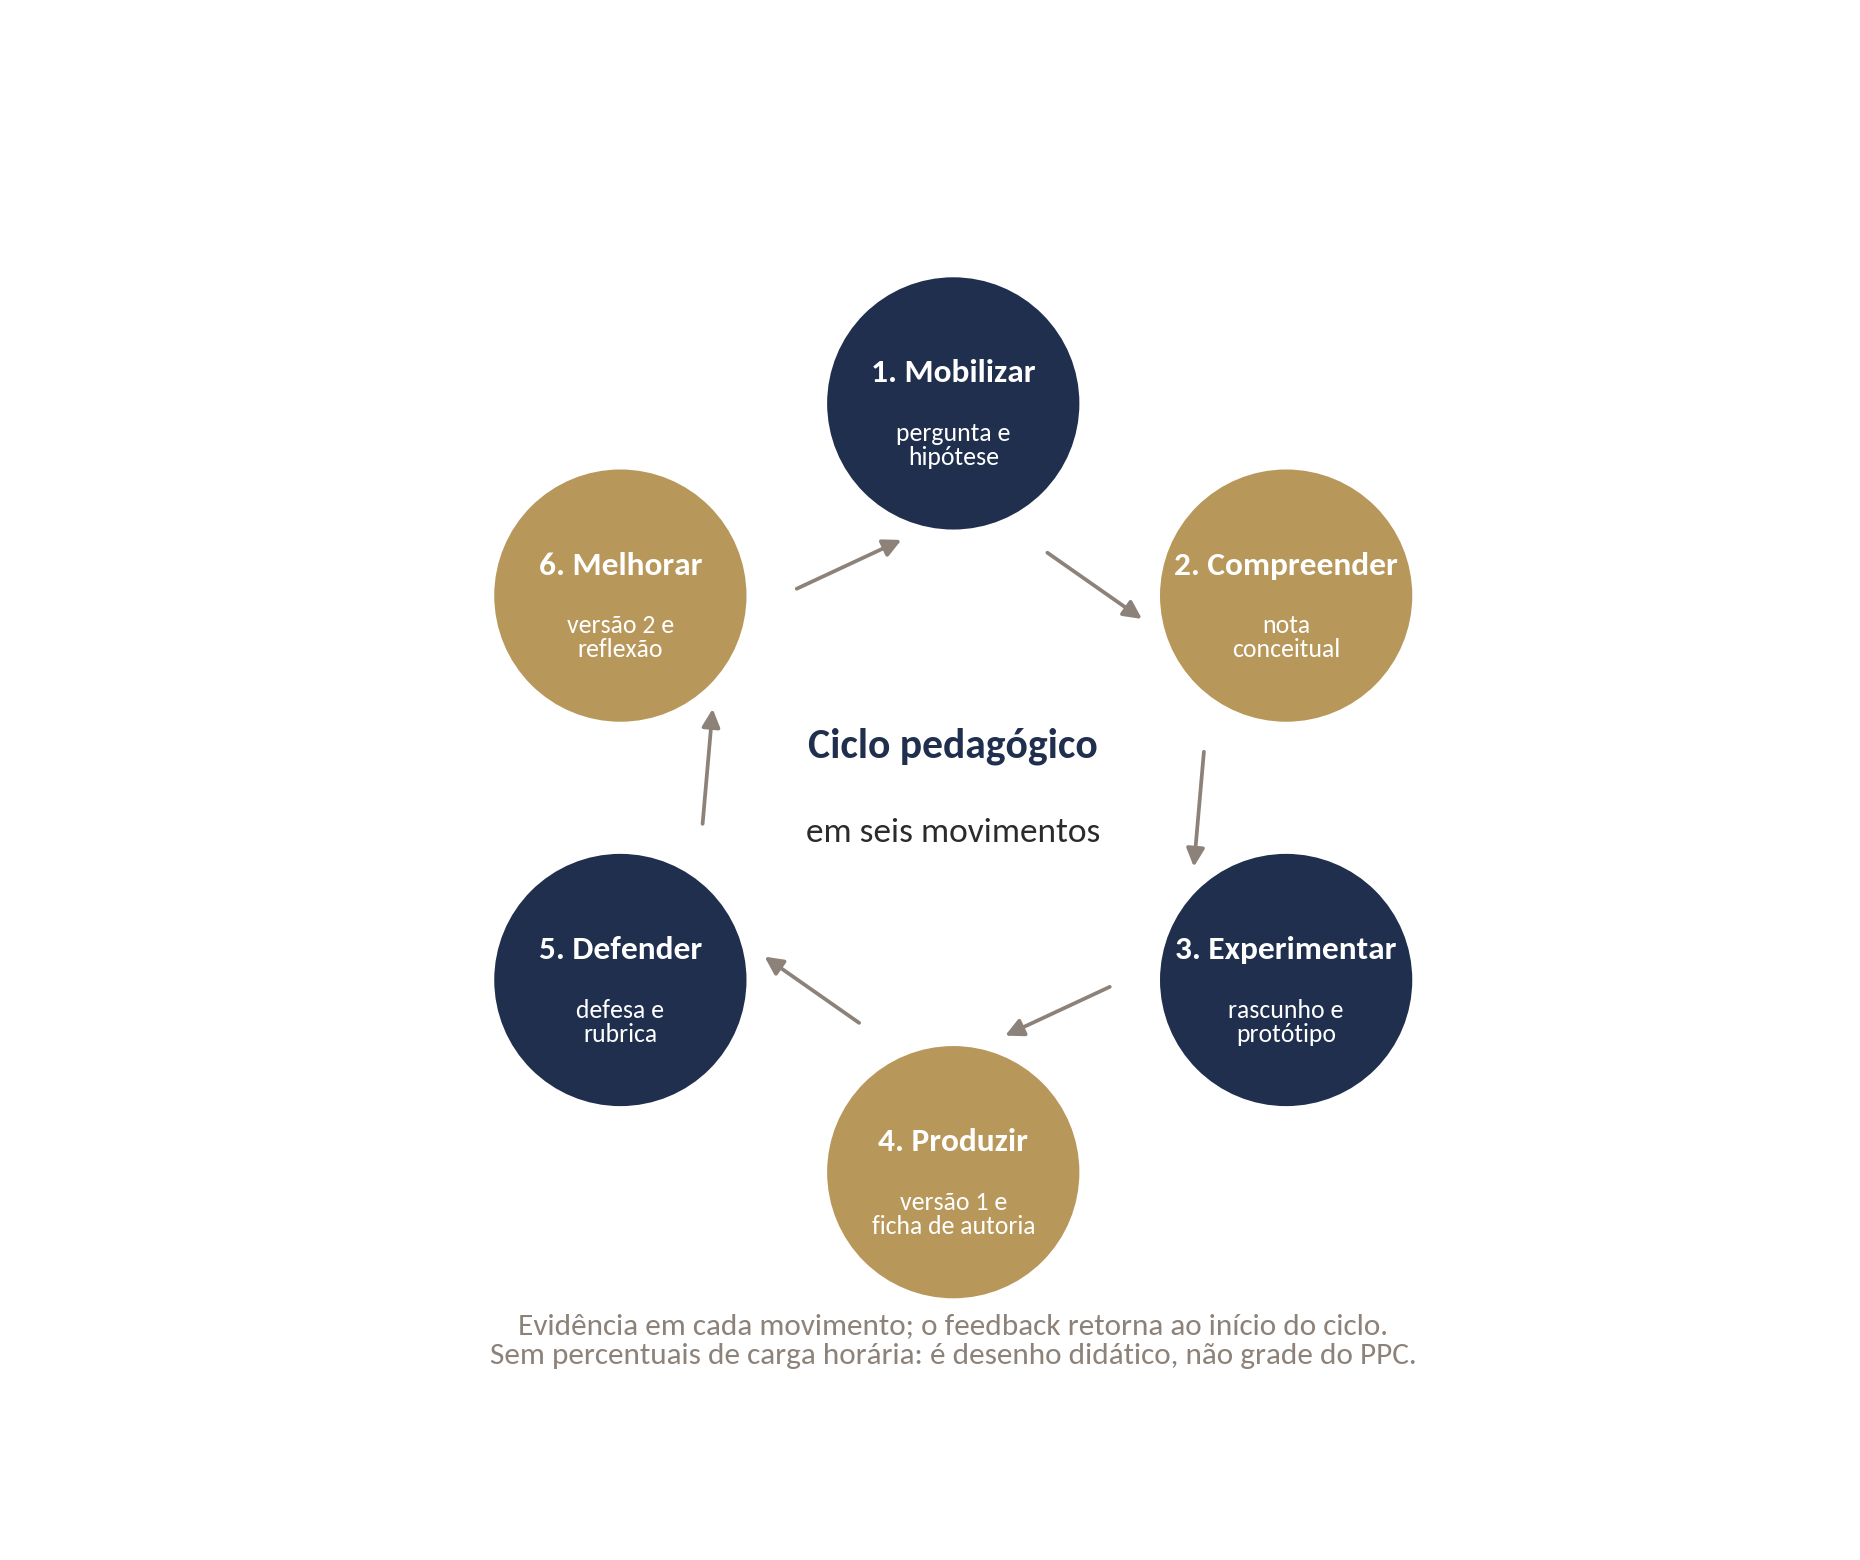 1. Mobilizar
pergunta e
hipótese
2. Compreender
nota
conceitual
3. Experimentar
rascunho e
protótipo
4. Produzir
versão 1 e
ficha de autoria
5. Defender
defesa e
rubrica
6. Melhorar
versão 2 e
reflexão
Ciclo pedagógico
em seis movimentos
Evidência em cada movimento; o feedback retorna ao início do ciclo.
Sem percentuais de carga horária: é desenho didático, não grade do PPC.